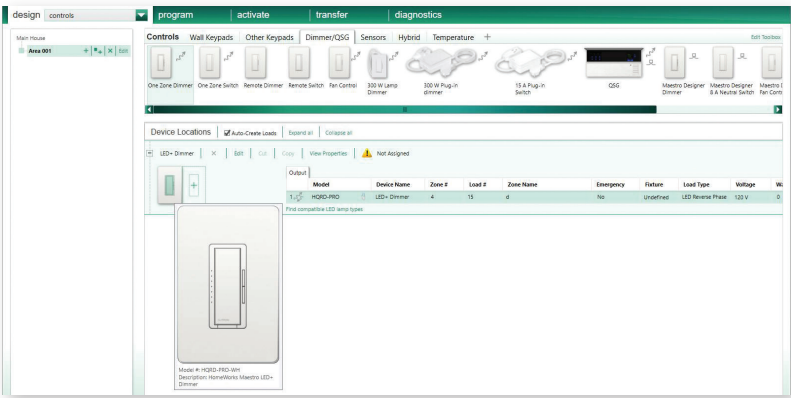 design controls program activate transfer diagnostics
Main House
Area 001 + X Edit
Controls Wall Keypads Other Keypads Dimmer/QSG Sensors Hybrid Temperature + Edit Toolbox
One Zone Dimmer One Zone Switch Remote Dimmer Remote Switch Fan Control 300 W Lamp Dimmer 300 W Plug-in dimmer 15 A Plug-in Switch QSG Maestro Designer Dimmer Maestro Designer 8 A Neutral Switch Maestro D Fan Contr
Device Locations Auto-Create Loads Expand all Collapse all
LED+ Dimmer X Edit Cut Copy View Properties Not Assigned
Output
Model Device Name Zone # Load # Zone Name Emergency Fixture Load Type Voltage Wa
1 HQRD-PRO LED+ Dimmer 4 15 d No Undefined LED Reverse Phase 120 V 0
Find compatible LED lamp types
Model #: HQRD-PRO-WH
Description: HomeWorks Maestro LED+
Dimmer